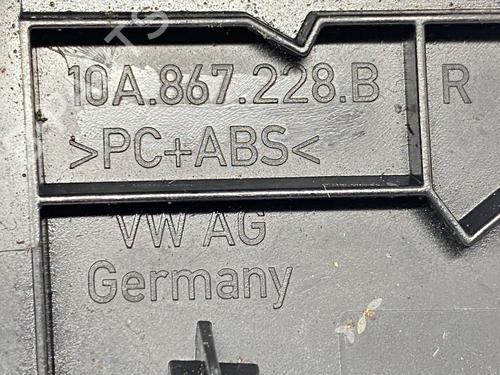 10A.867.228.B R
>PC+ABS<
VW AG
Germany